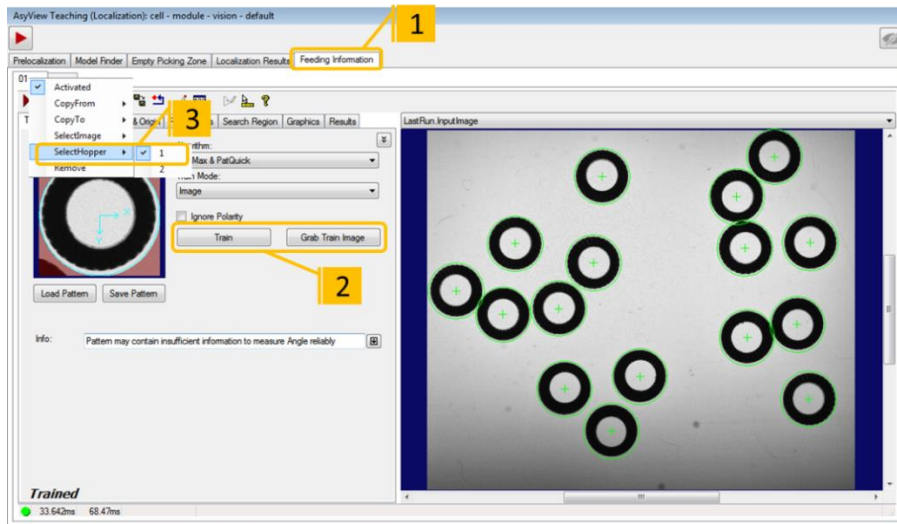 AsyView Teaching (Localization): cell - module - vision - default
1
Prelocalization Model Finder Empty Picking Zone Localization Results Feeding Information
01
Activated
CopyFrom
CopyTo
SelectImage
SelectHopper
Remove
1
2
3
& Origin Search Region Graphics Results
Max & PatQuick
Train Mode:
Image
Ignore Polarity
Train Grab Train Image
2
Load Pattern Save Pattern
Info: Pattern may contain insufficient information to measure Angle reliably
Trained
33.642ms 68.47ms
LastRun.InputImage
X
Y